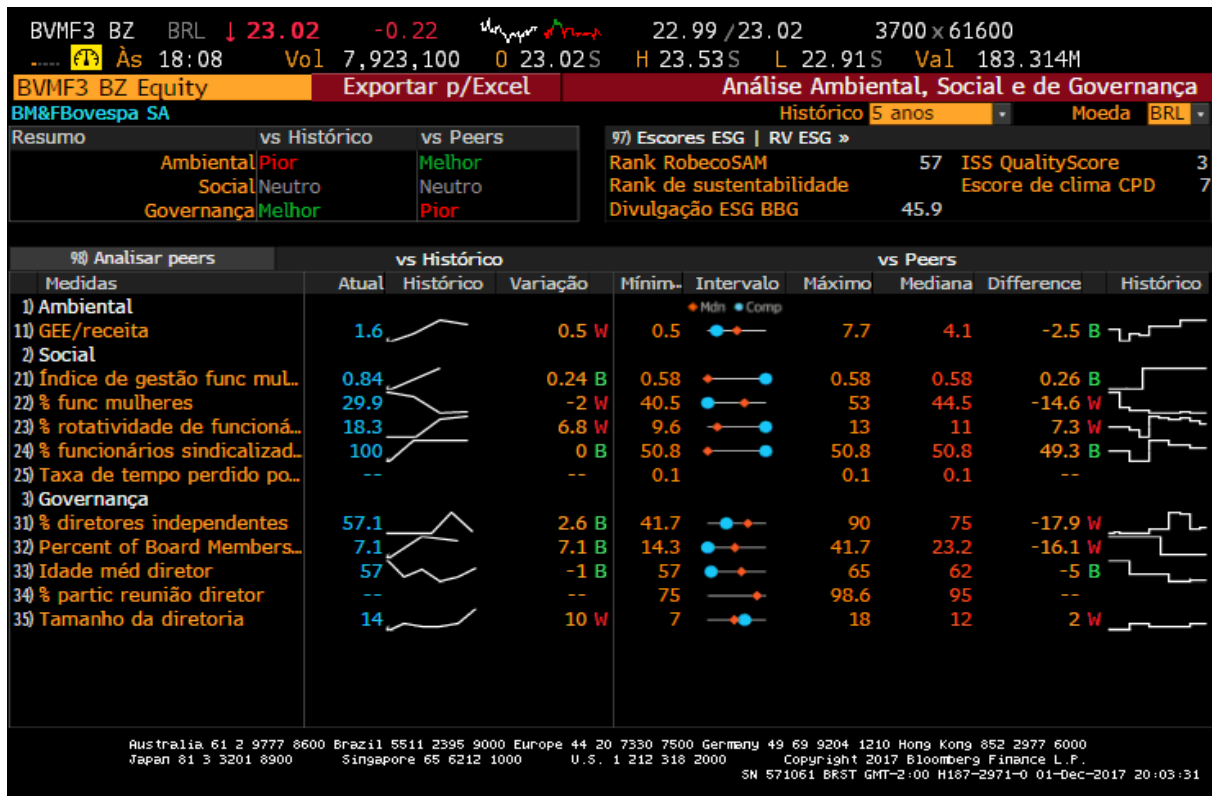 BVMF3 BZ BRL ↓ 23.02 -0.22 22.99 / 23.02 3700 x 61600
Às 18:08 Vol 7,923,100 O 23.02S H 23.53S L 22.91S Val 183.314M
BVMF3 BZ Equity Exportar p/Excel Análise Ambiental, Social e de Governança
BM&FBovespa SA Histórico 5 anos Moeda BRL
Resumo vs Histórico vs Peers 97) Escores ESG | RV ESG »
Ambiental Pior Melhor Rank RobecoSAM 57 ISS QualityScore 3
Social Neutro Neutro Rank de sustentabilidade Escore de clima CPD 7
Governança Melhor Pior Divulgação ESG BBG 45.9
98) Analisar peers vs Histórico vs Peers
Medidas Atual Histórico Variação Mínim.. Intervalo Máximo Mediana Difference Histórico
1) Ambiental Mdn Comp
11) GEE/receita 1.6 0.5 W 0.5 7.7 4.1 -2.5 B
2) Social
21) Índice de gestão func mul... 0.84 0.24 B 0.58 0.58 0.58 0.26 B
22) % func mulheres 29.9 -2 W 40.5 53 44.5 -14.6 W
23) % rotatividade de funcioná... 18.3 6.8 W 9.6 13 11 7.3 W
24) % funcionários sindicalizad... 100 0 B 50.8 50.8 50.8 49.3 B
25) Taxa de tempo perdido po... -- -- 0.1 0.1 0.1 --
3) Governança
31) % diretores independentes 57.1 2.6 B 41.7 90 75 -17.9 W
32) Percent of Board Members... 7.1 7.1 B 14.3 41.7 23.2 -16.1 W
33) Idade méd diretor 57 -1 B 57 65 62 -5 B
34) % partic reunião diretor -- -- 75 98.6 95 --
35) Tamanho da diretoria 14 10 W 7 18 12 2 W
Australia 61 2 9777 8600 Brazil 5511 2395 9000 Europe 44 20 7330 7500 Germany 49 69 9204 1210 Hong Kong 852 2977 6000
Japan 81 3 3201 8900 Singapore 65 6212 1000 U.S. 1 212 318 2000 Copyright 2017 Bloomberg Finance L.P.
SN 571061 BRST GMT-2:00 H187-2971-0 01-Dec-2017 20:03:31